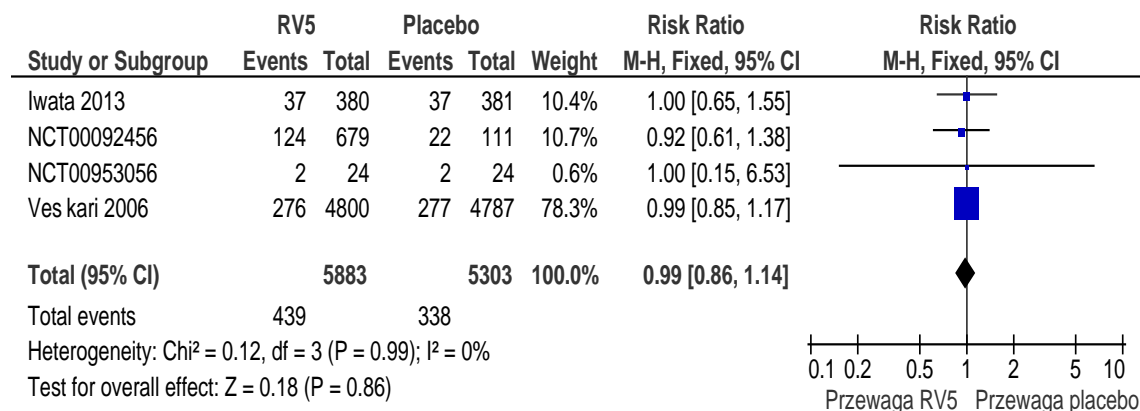 RV5 Placebo Risk Ratio Risk Ratio
Study or Subgroup Events Total Events Total Weight M-H, Fixed, 95% CI M-H, Fixed, 95% CI
Iwata 2013 37 380 37 381 10.4% 1.00 [0.65, 1.55]
NCT00092456 124 679 22 111 10.7% 0.92 [0.61, 1.38]
NCT00953056 2 24 2 24 0.6% 1.00 [0.15, 6.53]
Ves kari 2006 276 4800 277 4787 78.3% 0.99 [0.85, 1.17]
Total (95% CI) 5883 5303 100.0% 0.99 [0.86, 1.14]
Total events 439 338
Heterogeneity: Chi² = 0.12, df = 3 (P = 0.99); I² = 0%
Test for overall effect: Z = 0.18 (P = 0.86)
0.1 0.2 0.5 1 2 5 10
Przewaga RV5 Przewaga placebo